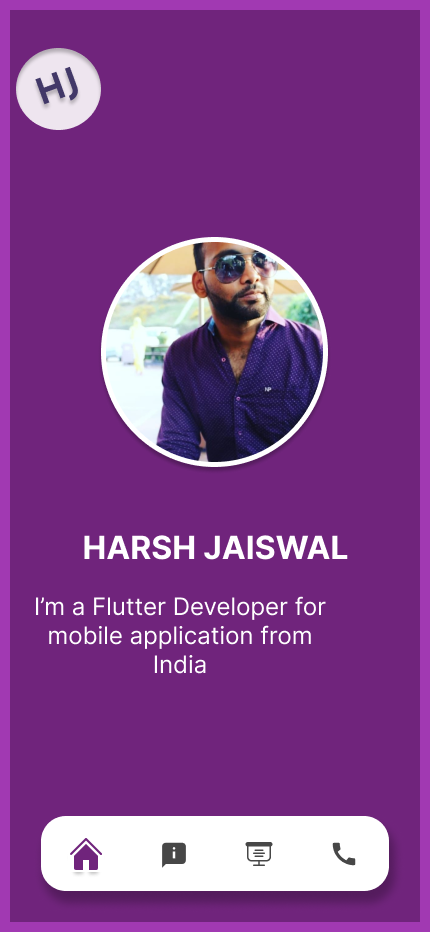 HJ
HARSH JAISWAL
I’m a Flutter Developer for
mobile application from
India